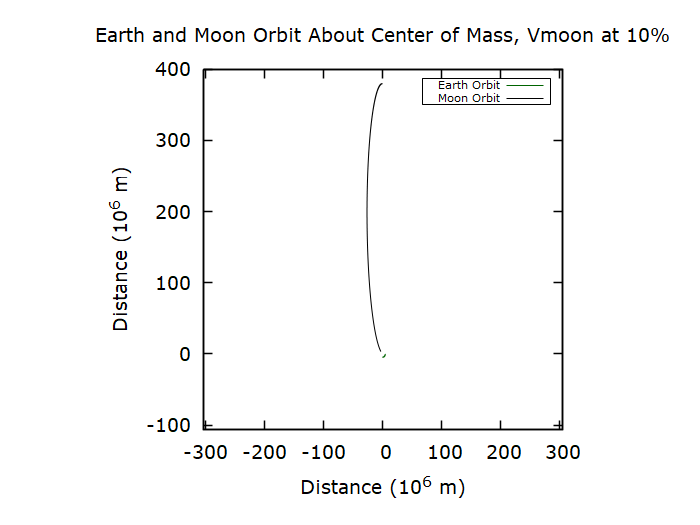 Earth and Moon Orbit About Center of Mass, Vmoon at 10%
400
300
200
100
0
-100
Distance (10⁶ m)
Earth Orbit
Moon Orbit
-300 -200 -100 0 100 200 300
Distance (10⁶ m)